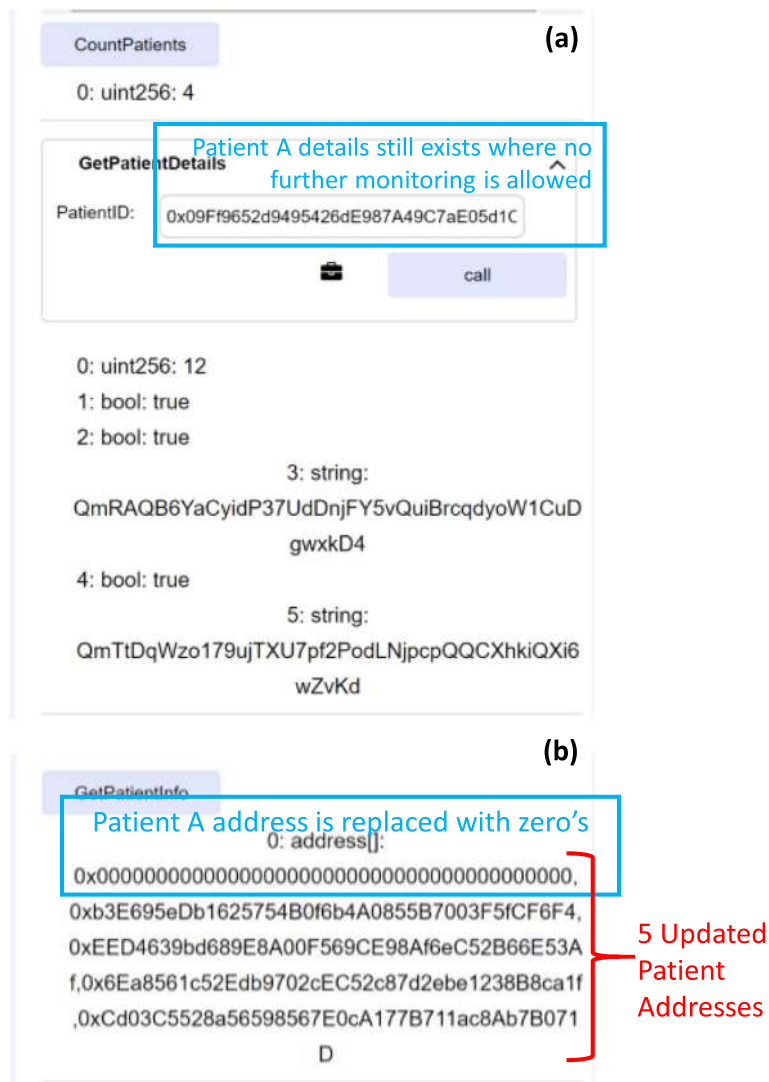 (a)
CountPatients
0: uint256: 4
Patient A details still exists where no
further monitoring is allowed
GetPatientDetails
PatientID:
0x09Ff9652d9495426dE987A49C7aE05d1C
call
0: uint256: 12
1: bool: true
2: bool: true
3: string:
QmRAQB6YaCyidP37UdDnjFY5vQuiBrcqdyoW1CuD
gwxkD4
4: bool: true
5: string:
QmTtDqWzo179ujTXU7pf2PodLNjpcpQQCXhkiQXi6
wZvKd
(b)
GetPatientInfo
Patient A address is replaced with zero's
0: address[]:
0x0000000000000000000000000000000000000000,
0xb3E695eDb1625754B0f6b4A0855B7003F5fCF6F4,
0xEED4639bd689E8A00F569CE98Af6eC52B66E53A
f,0x6Ea8561c52Edb9702cEC52c87d2ebe1238B8ca1f
,0xCd03C5528a56598567E0cA177B711ac8Ab7B071
D
5 Updated
Patient
Addresses